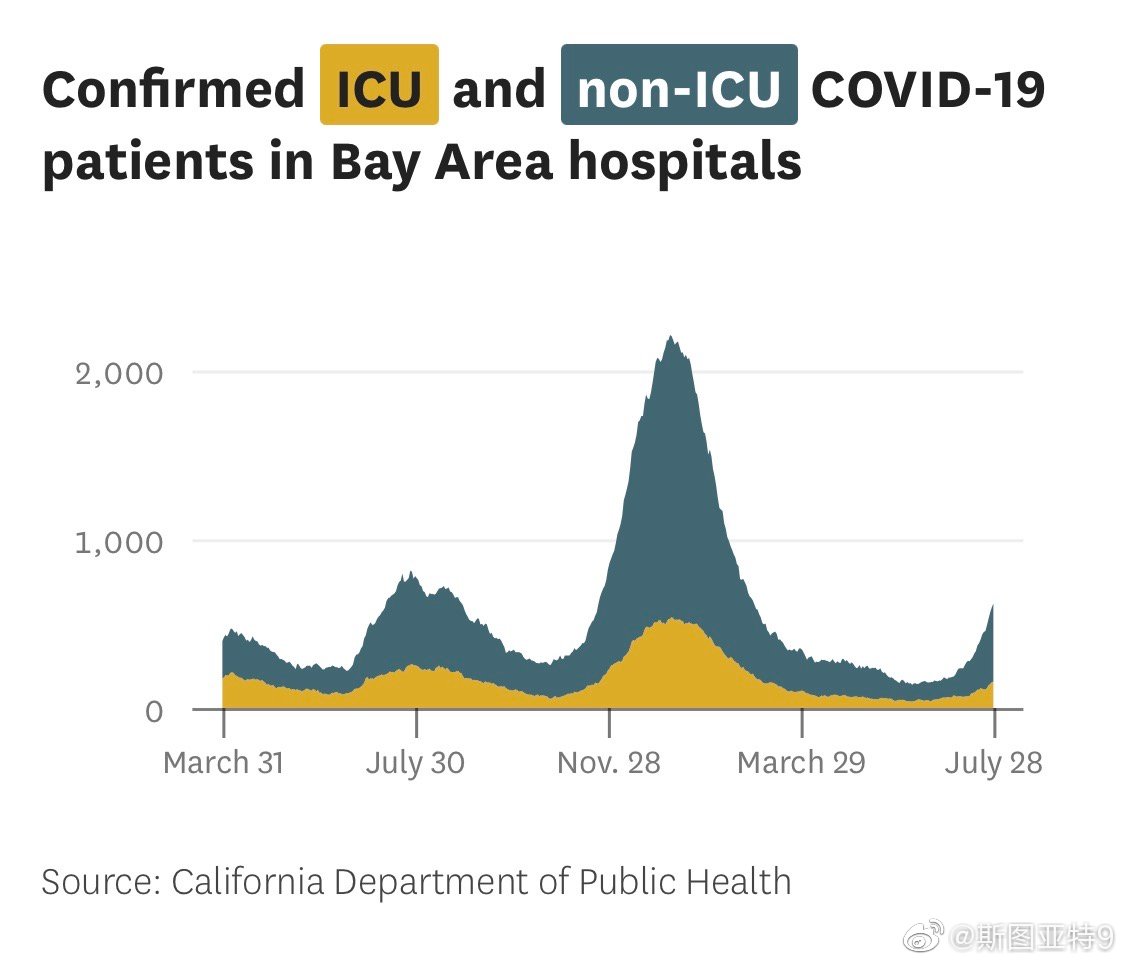 Confirmed ICU and non-ICU COVID-19
patients in Bay Area hospitals
2,000
1,000
0
March 31
July 30
Nov. 28
March 29
July 28
Source: California Department of Public Health
@斯图亚特9